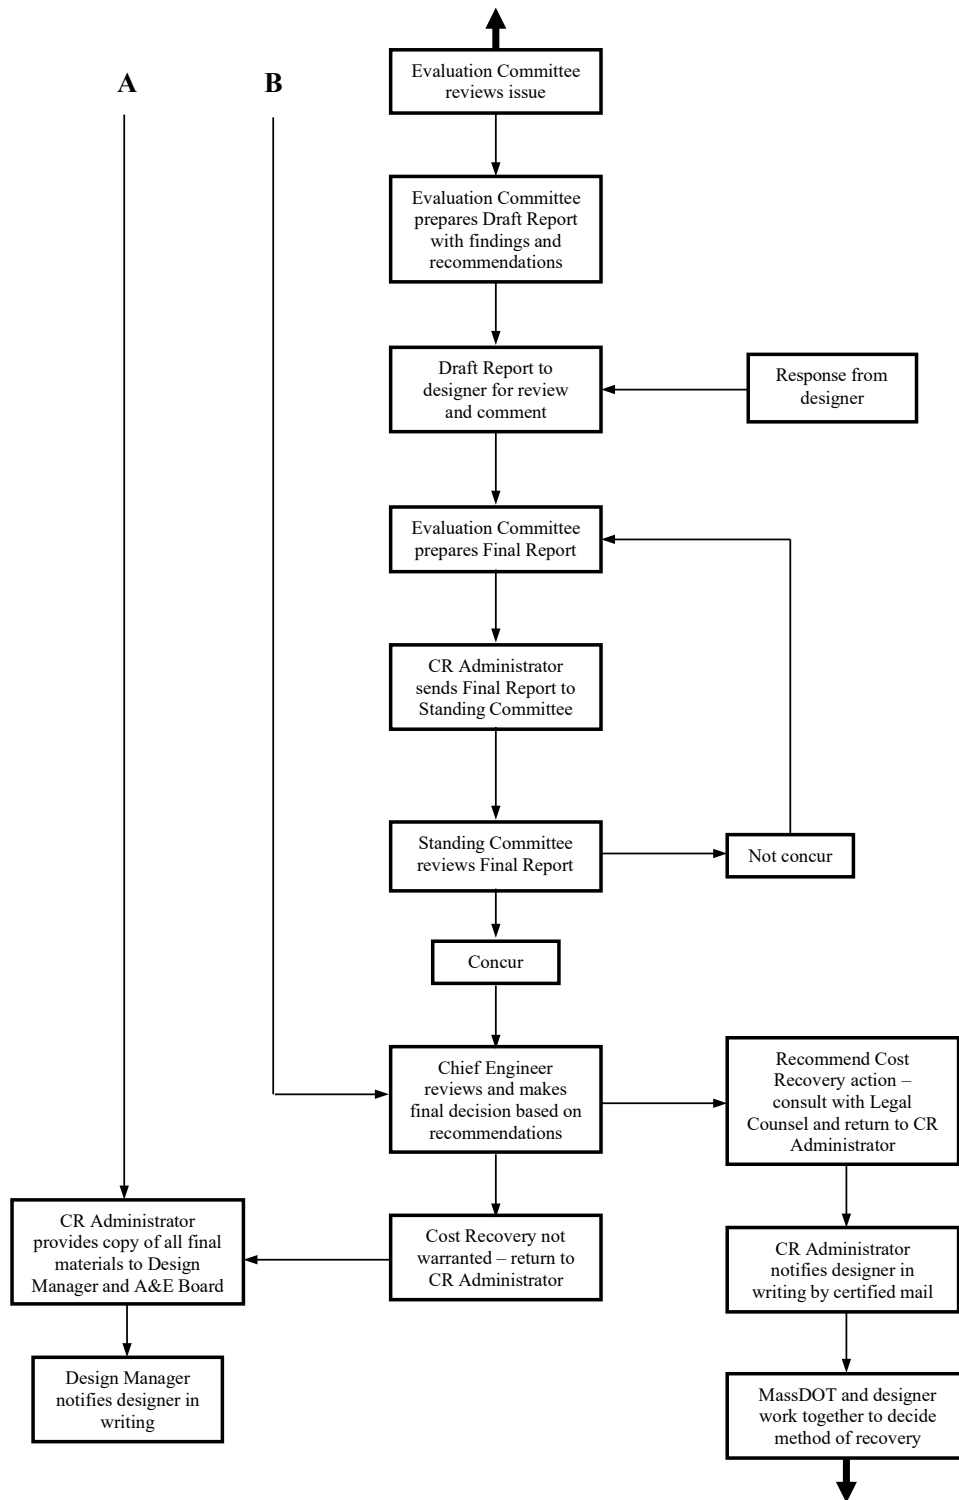 Evaluation Committee
reviews issue
A
B
Evaluation Committee
prepares Draft Report
with findings and
recommendations
Draft Report to
designer for review
and comment
Response from
designer
Evaluation Committee
prepares Final Report
CR Administrator
sends Final Report to
Standing Committee
Standing Committee
reviews Final Report
Not concur
Concur
Chief Engineer
reviews and makes
final decision based on
recommendations
Recommend Cost
Recovery action –
consult with Legal
Counsel and return to CR
Administrator
CR Administrator
provides copy of all final
materials to Design
Manager and A&E Board
Cost Recovery not
warranted – return to
CR Administrator
CR Administrator
notifies designer in
writing by certified mail
Design Manager
notifies designer in
writing
MassDOT and designer
work together to decide
method of recovery